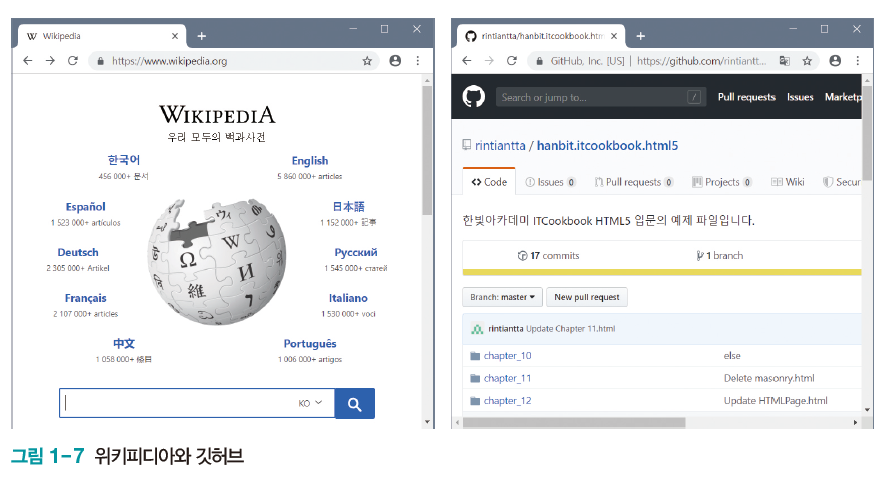 Wikipedia
https://www.wikipedia.org
WIKIPEDIA
우리 모두의 백과사전
한국어
456 000+ 문서
English
5 860 000+ articles
Español
1 523 000+ artículos
日本語
1 152 000+ 記事
Deutsch
2 305 000+ Artikel
Русский
1 545 000+ статей
Français
2 107 000+ articles
Italiano
1 530 000+ voci
中文
1 058 000+ 條目
Português
1 006 000+ artigos
KO
rintiantta/hanbit.itcookbook.htm
GitHub, Inc. [US] | https://github.com/rintiantt...
Search or jump to... /
Pull requests Issues Marketp
rintiantta / hanbit.itcookbook.html5
Code Issues 0 Pull requests 0 Projects 0 Wiki Secur
한빛아카데미 ITCookbook HTML5 입문의 예제 파일입니다.
17 commits 1 branch
Branch: master New pull request
rintiantta Update Chapter 11.html
chapter_10 else
chapter_11 Delete masonry.html
chapter_12 Update HTMLPage.html
그림 1-7 위키피디아와 깃허브